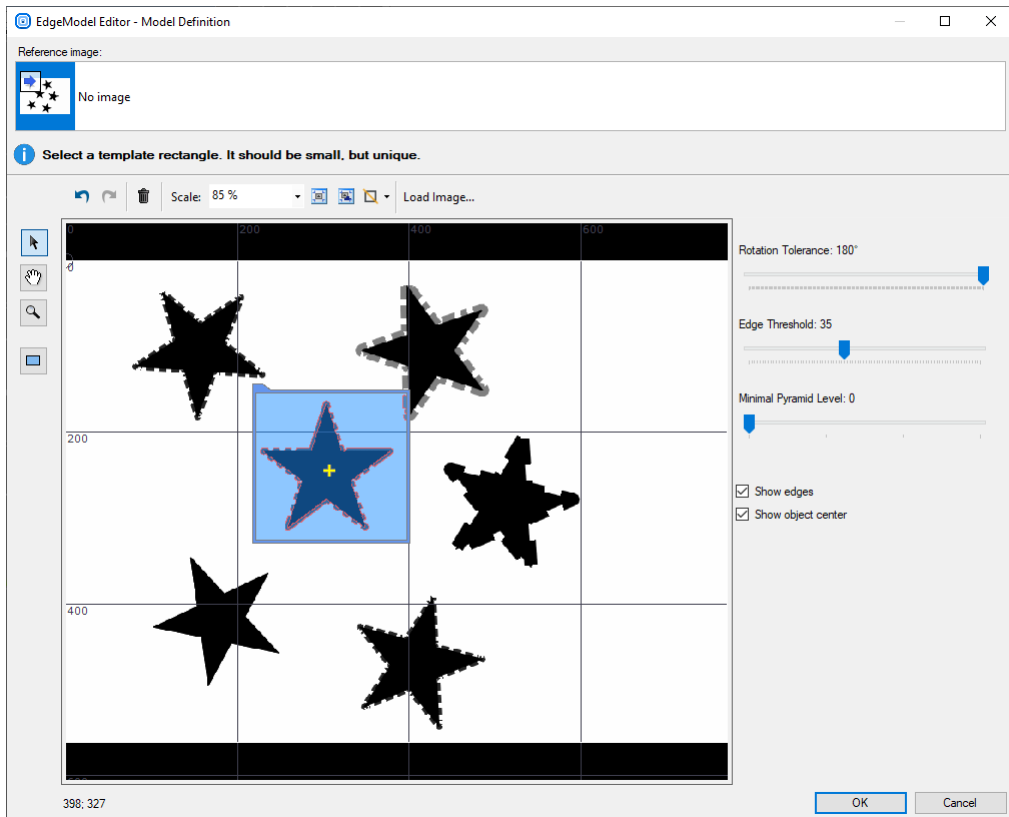 EdgeModel Editor - Model Definition
Reference image:
No image
Select a template rectangle. It should be small, but unique.
Scale: 85 % Load Image...
0 200 400 600
0
200
400
Rotation Tolerance: 180°
Edge Threshold: 35
Minimal Pyramid Level: 0
Show edges
Show object center
398; 327
OK Cancel